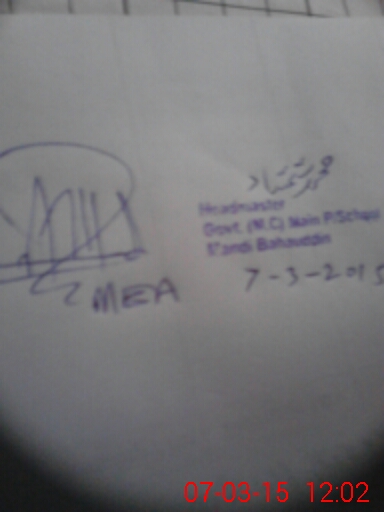 MEA
Headmaster
Govt. (M.C) Main P/School
Mandi Bahauddin
7-3-2015
07-03-15 12:02